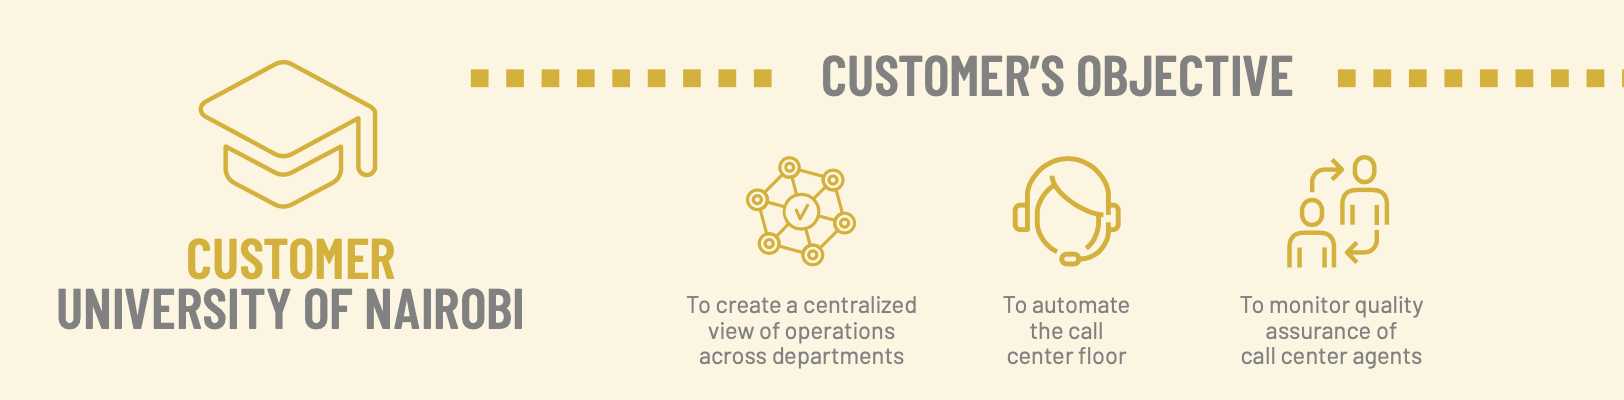 CUSTOMER
UNIVERSITY OF NAIROBI
CUSTOMER'S OBJECTIVE
To create a centralized
view of operations
across departments
To automate
the call
center floor
To monitor quality
assurance of
call center agents